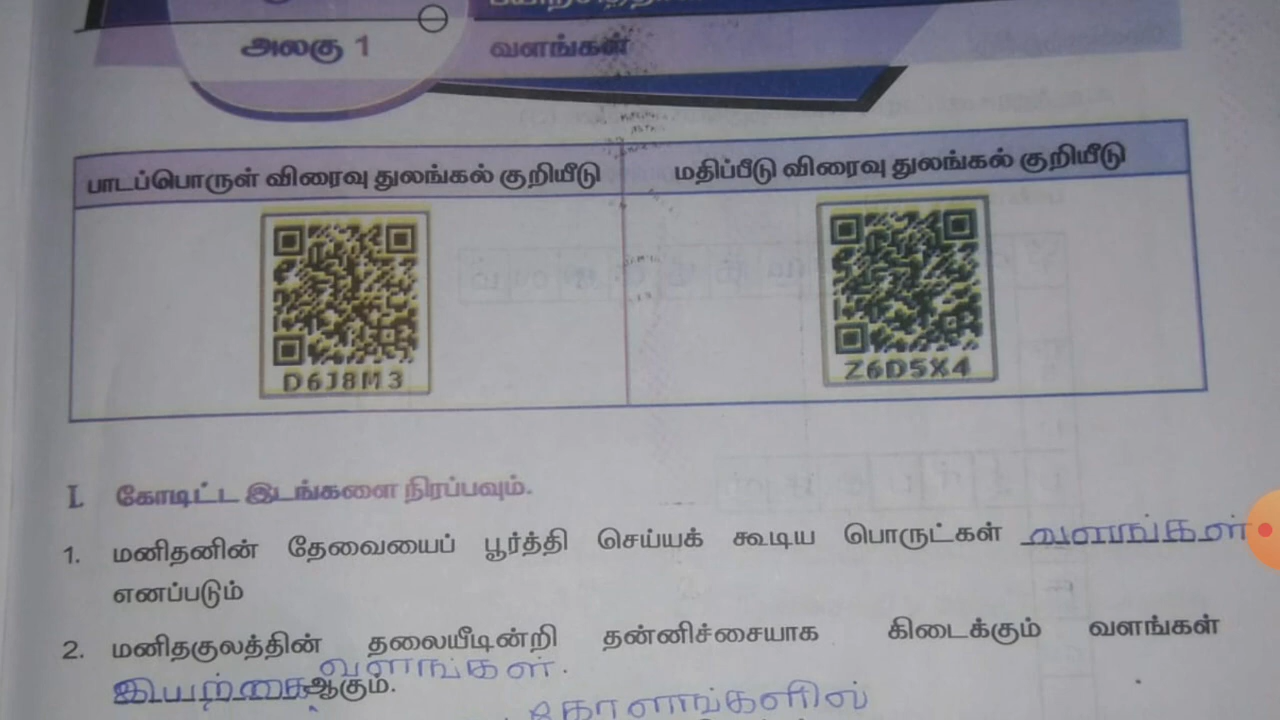 அலகு 1 வளங்கள்
பாடப்பொருள் விரைவு துலங்கல் குறியீடு
மதிப்பீடு விரைவு துலங்கல் குறியீடு
D6J8M3
Z6D5X4
I. கோடிட்ட இடங்களை நிரப்பவும்.
1. மனிதனின் தேவையைப் பூர்த்தி செய்யக் கூடிய பொருட்கள் வளங்கள்
எனப்படும்
2. மனிதகுலத்தின் தலையீடின்றி தன்னிச்சையாக கிடைக்கும் வளங்கள்
வளங்கள்.
இயற்கை ஆகும்.